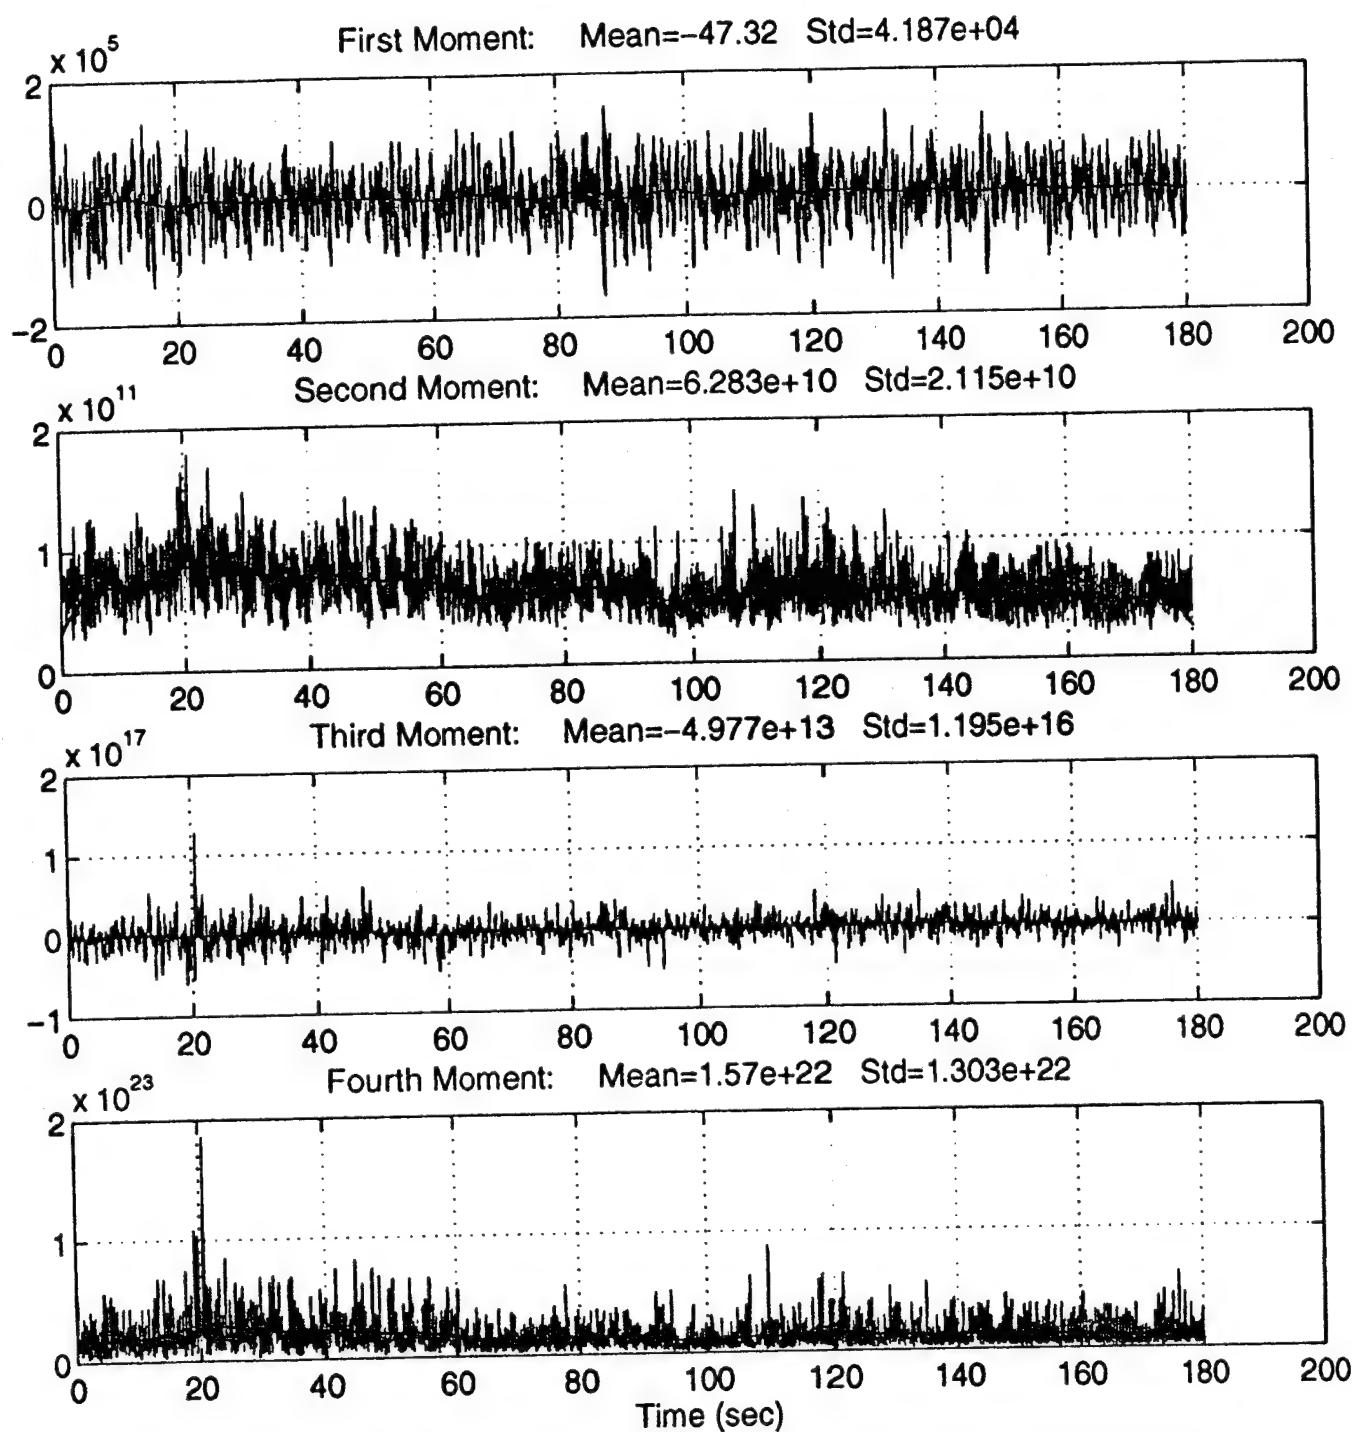 First Moment: Mean=−47.32 Std=4.187e+04
x 10^5
2
0
−2
0 20 40 60 80 100 120 140 160 180 200
Second Moment: Mean=6.283e+10 Std=2.115e+10
x 10^11
2
1
0
0 20 40 60 80 100 120 140 160 180 200
Third Moment: Mean=−4.977e+13 Std=1.195e+16
x 10^17
2
1
0
−1
0 20 40 60 80 100 120 140 160 180 200
Fourth Moment: Mean=1.57e+22 Std=1.303e+22
x 10^23
2
1
0
0 20 40 60 80 100 120 140 160 180 200
Time (sec)